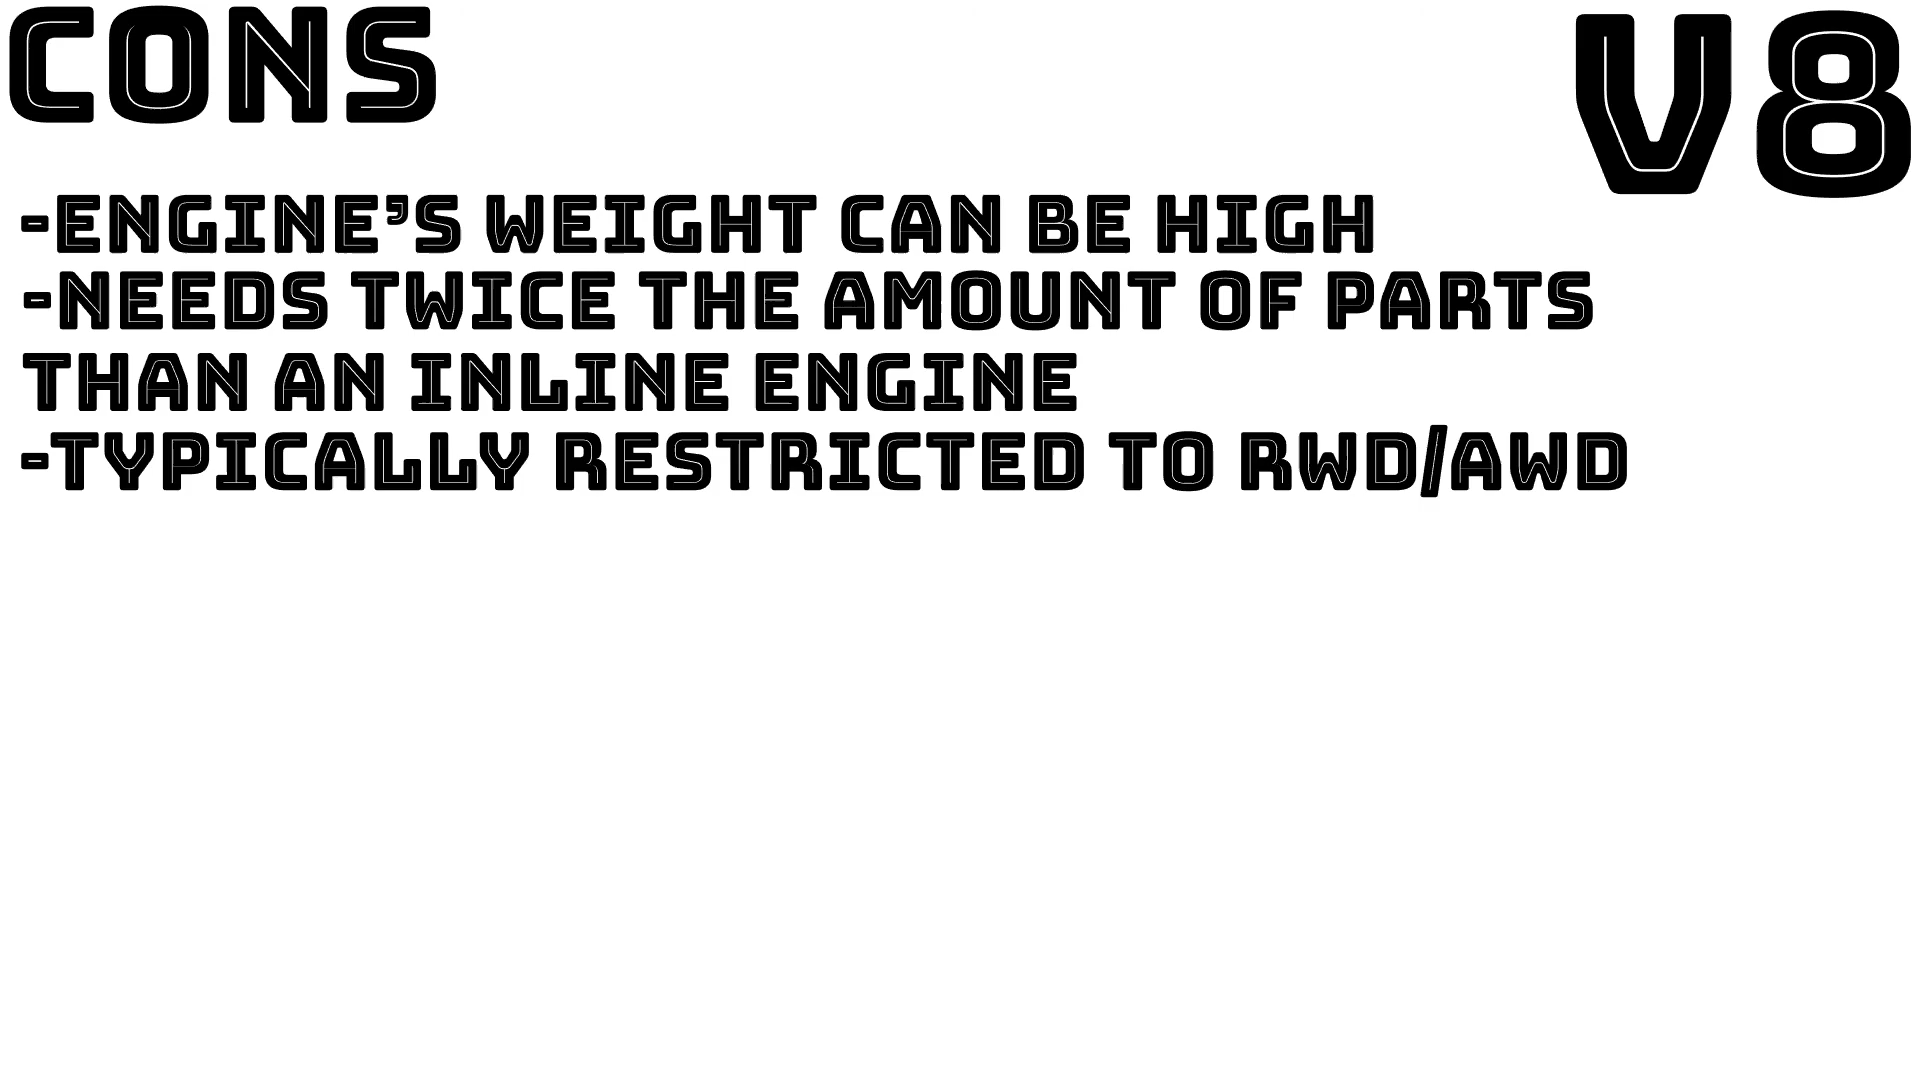 CONS
V8
-ENGINE’S WEIGHT CAN BE HIGH
-NEEDS TWICE THE AMOUNT OF PARTS
THAN AN INLINE ENGINE
-TYPICALLY RESTRICTED TO RWD/AWD